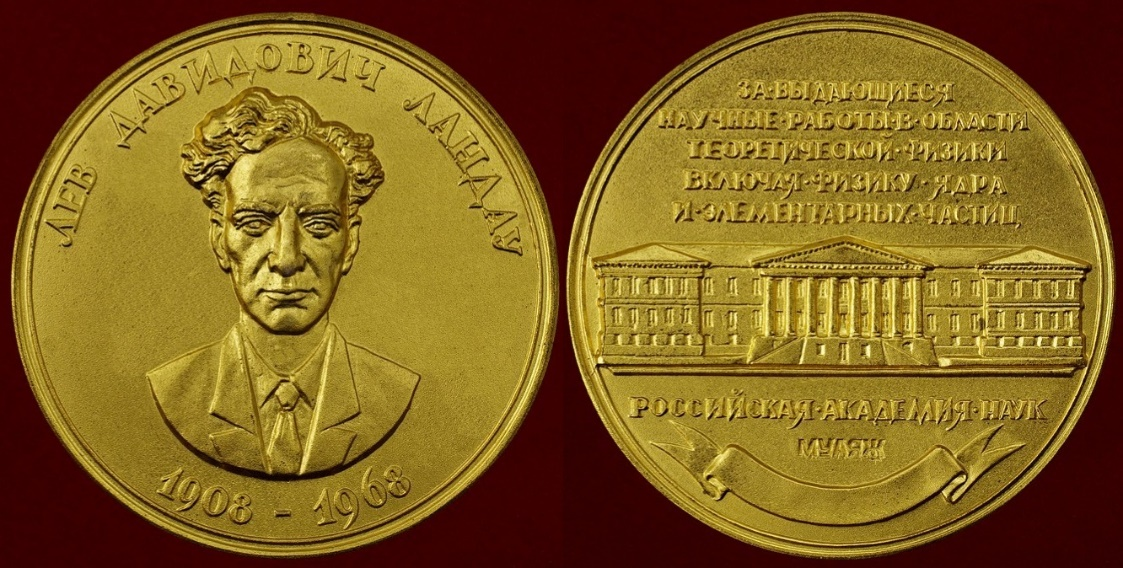 ЛЕВ ДАВИДОВИЧ ЛАНДАУ
1908 - 1968
ЗА·ВЫДАЮЩИЕСЯ
НАУЧНЫЕ·РАБОТЫ·В·ОБЛАСТИ
ТЕОРЕТИЧЕСКОЙ·ФИЗИКИ
ВКЛЮЧАЯ·ФИЗИКУ·ЯДРА
И·ЭЛЕМЕНТАРНЫХ·ЧАСТИЦ
РОССИЙСКАЯ·АКАДЕМИЯ·НАУК
МУЛЯЖ